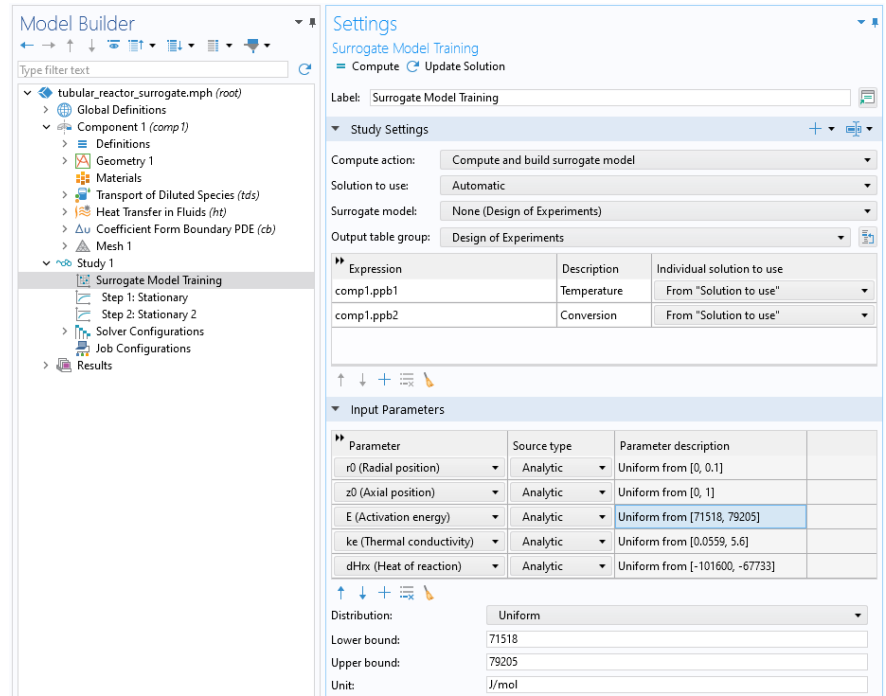 Model Builder
Type filter text
tubular_reactor_surrogate.mph (root)
Global Definitions
Component 1 (comp1)
Definitions
Geometry 1
Materials
Transport of Diluted Species (tds)
Heat Transfer in Fluids (ht)
Δu Coefficient Form Boundary PDE (cb)
Mesh 1
Study 1
Surrogate Model Training
Step 1: Stationary
Step 2: Stationary 2
Solver Configurations
Job Configurations
Results
Settings
Surrogate Model Training
= Compute Update Solution
Label: Surrogate Model Training
Study Settings
Compute action: Compute and build surrogate model
Solution to use: Automatic
Surrogate model: None (Design of Experiments)
Output table group: Design of Experiments
Expression Description Individual solution to use
comp1.ppb1 Temperature From "Solution to use"
comp1.ppb2 Conversion From "Solution to use"
Input Parameters
Parameter Source type Parameter description
r0 (Radial position) Analytic Uniform from [0, 0.1]
z0 (Axial position) Analytic Uniform from [0, 1]
E (Activation energy) Analytic Uniform from [71518, 79205]
ke (Thermal conductivity) Analytic Uniform from [0.0559, 5.6]
dHrx (Heat of reaction) Analytic Uniform from [-101600, -67733]
Distribution: Uniform
Lower bound: 71518
Upper bound: 79205
Unit: J/mol